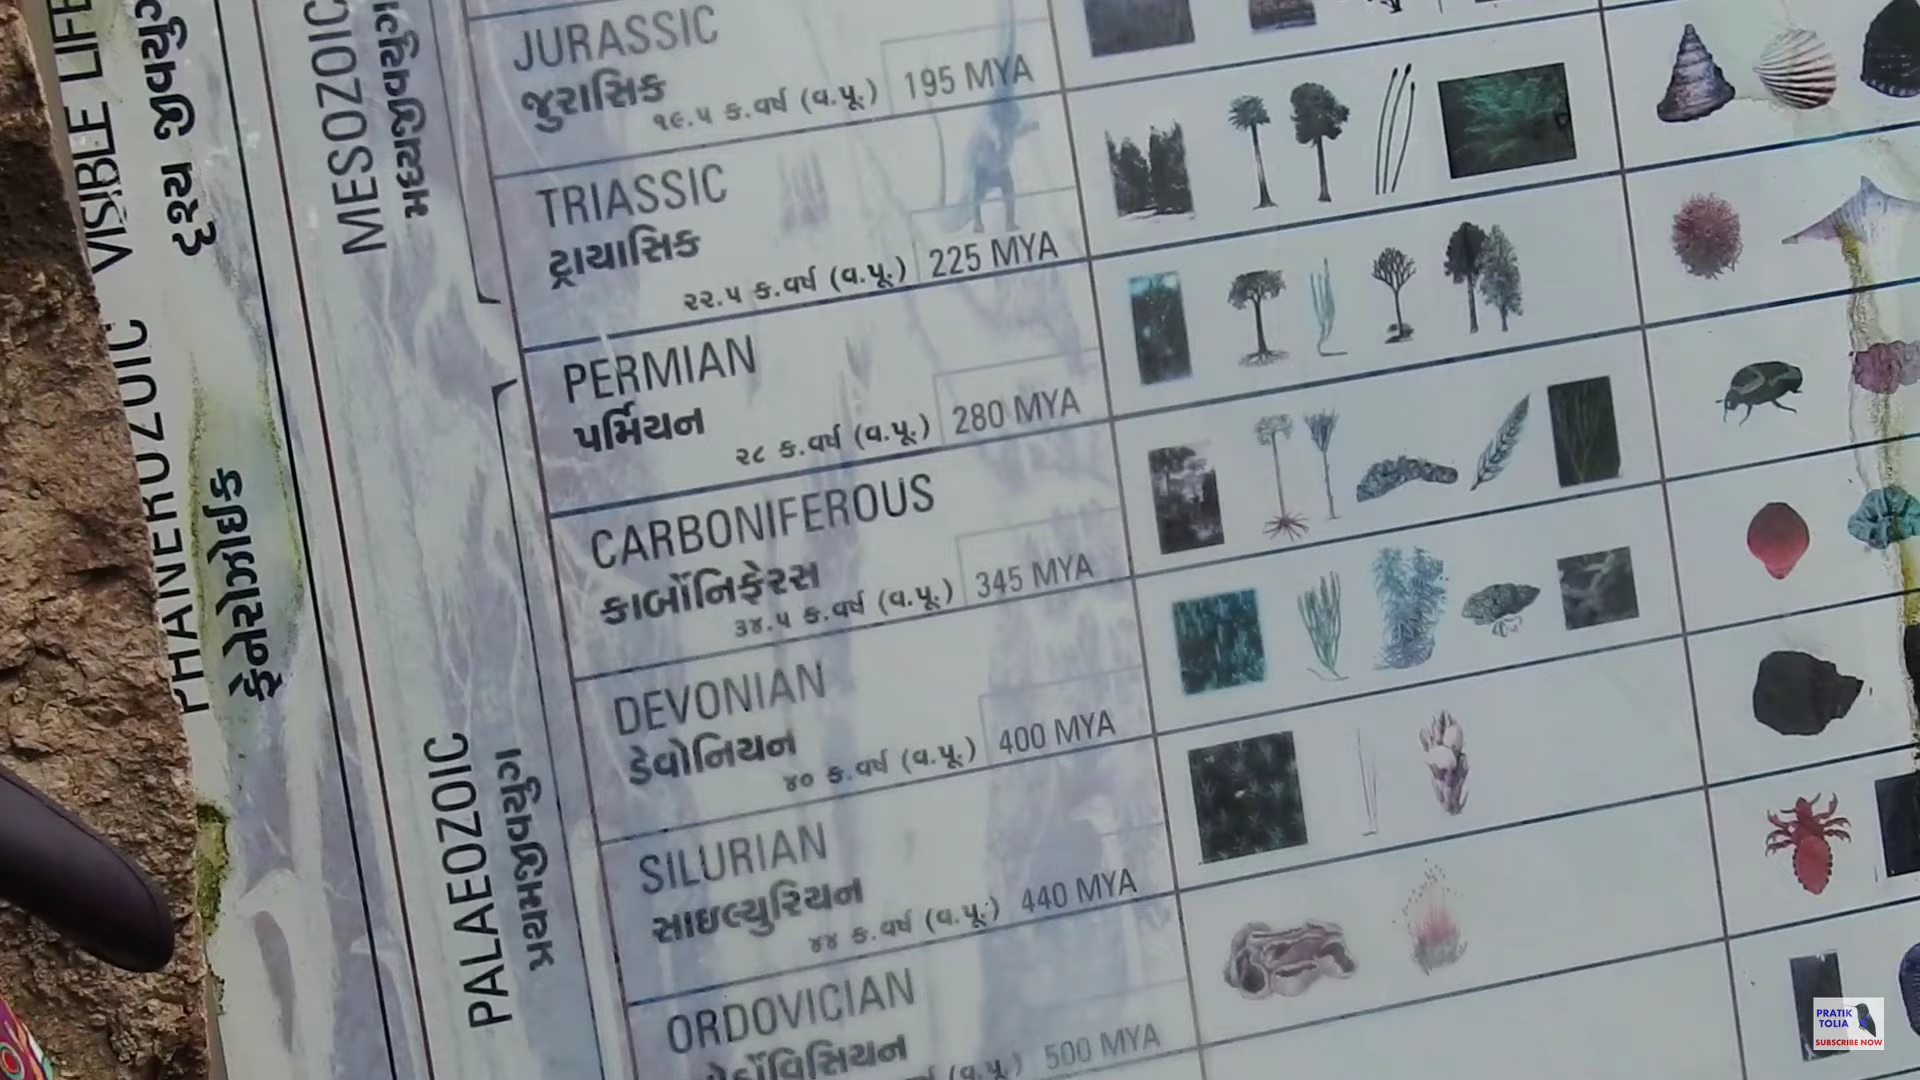 VISIBLE LIFE
દૃશ્ય જીવયુગ
PHANEROZOIC
ફેનેરોઝોઈક
MESOZOIC
મધ્યજીવયુગ
PALAEOZOIC
પ્રથમજીવયુગ
JURASSIC
જુરાસિક
૧૯.૫ ક.વર્ષ (વ.પૂ.) 195 MYA
TRIASSIC
ટ્રાયાસિક
૨૨.૫ ક.વર્ષ (વ.પૂ.) 225 MYA
PERMIAN
પર્મિયન
૨૮ ક.વર્ષ (વ.પૂ.) 280 MYA
CARBONIFEROUS
કાર્બોનિફેરસ
૩૪.૫ ક.વર્ષ (વ.પૂ.) 345 MYA
DEVONIAN
ડેવોનિયન
૪૦ ક.વર્ષ (વ.પૂ.) 400 MYA
SILURIAN
સાઇલ્યુરિયન
૪૪ ક.વર્ષ (વ.પૂ.) 440 MYA
ORDOVICIAN
(વ.પૂ.) 500 MYA
PRATIK
TOLIA
SUBSCRIBE NOW